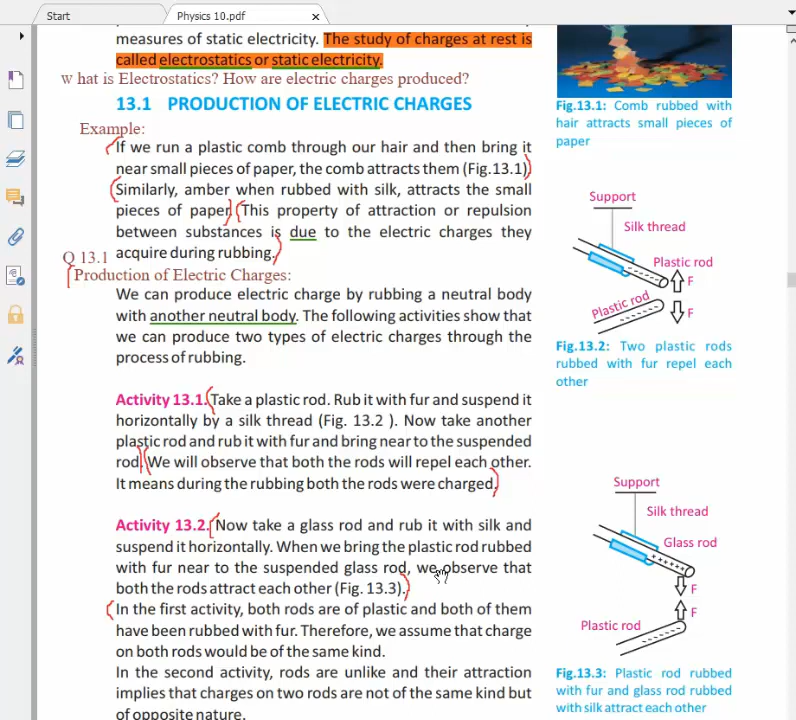 Start
Physics 10.pdf
x
measures of static electricity. The study of charges at rest is
called electrostatics or static electricity.
What is Electrostatics? How are electric charges produced?
13.1 PRODUCTION OF ELECTRIC CHARGES
Example:
If we run a plastic comb through our hair and then bring it
near small pieces of paper, the comb attracts them (Fig.13.1).
Similarly, amber when rubbed with silk, attracts the small
pieces of paper. This property of attraction or repulsion
between substances is due to the electric charges they
acquire during rubbing.
Q 13.1
Production of Electric Charges:
We can produce electric charge by rubbing a neutral body
with another neutral body. The following activities show that
we can produce two types of electric charges through the
process of rubbing.
Activity 13.1. Take a plastic rod. Rub it with fur and suspend it
horizontally by a silk thread (Fig. 13.2 ). Now take another
plastic rod and rub it with fur and bring near to the suspended
rod. We will observe that both the rods will repel each other.
It means during the rubbing both the rods were charged.
Activity 13.2. Now take a glass rod and rub it with silk and
suspend it horizontally. When we bring the plastic rod rubbed
with fur near to the suspended glass rod, we observe that
both the rods attract each other (Fig. 13.3).
In the first activity, both rods are of plastic and both of them
have been rubbed with fur. Therefore, we assume that charge
on both rods would be of the same kind.
In the second activity, rods are unlike and their attraction
implies that charges on two rods are not of the same kind but
of opposite nature.
Fig.13.1: Comb rubbed with
hair attracts small pieces of
paper
Support
Silk thread
Plastic rod
F
Plastic rod
F
Fig.13.2: Two plastic rods
rubbed with fur repel each
other
Support
Silk thread
Glass rod
F
F
Plastic rod
Fig.13.3: Plastic rod rubbed
with fur and glass rod rubbed
with silk attract each other